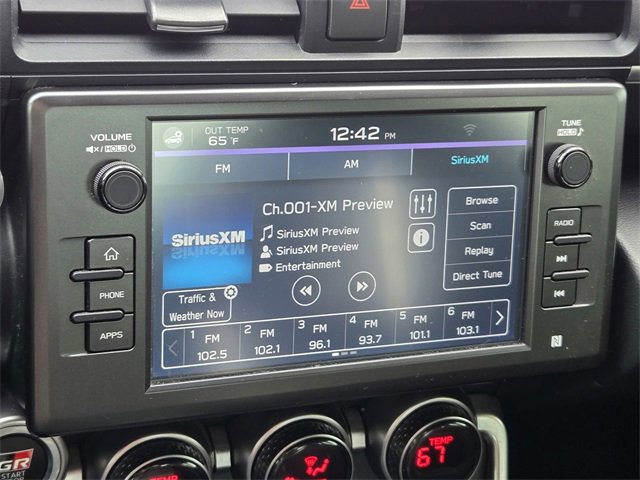 VOLUME
HOLD
OUT TEMP
65°F
12:42 PM
TUNE
HOLD
FM
AM
SiriusXM
Ch.001-XM Preview
SiriusXM
SiriusXM Preview
SiriusXM Preview
Entertainment
Browse
Scan
Replay
Direct Tune
RADIO
PHONE
APPS
Traffic &
Weather Now
1 FM
102.5
2 FM
102.1
3 FM
96.1
4 FM
93.7
5 FM
101.1
6 FM
103.1
N
GR
START
TEMP
67